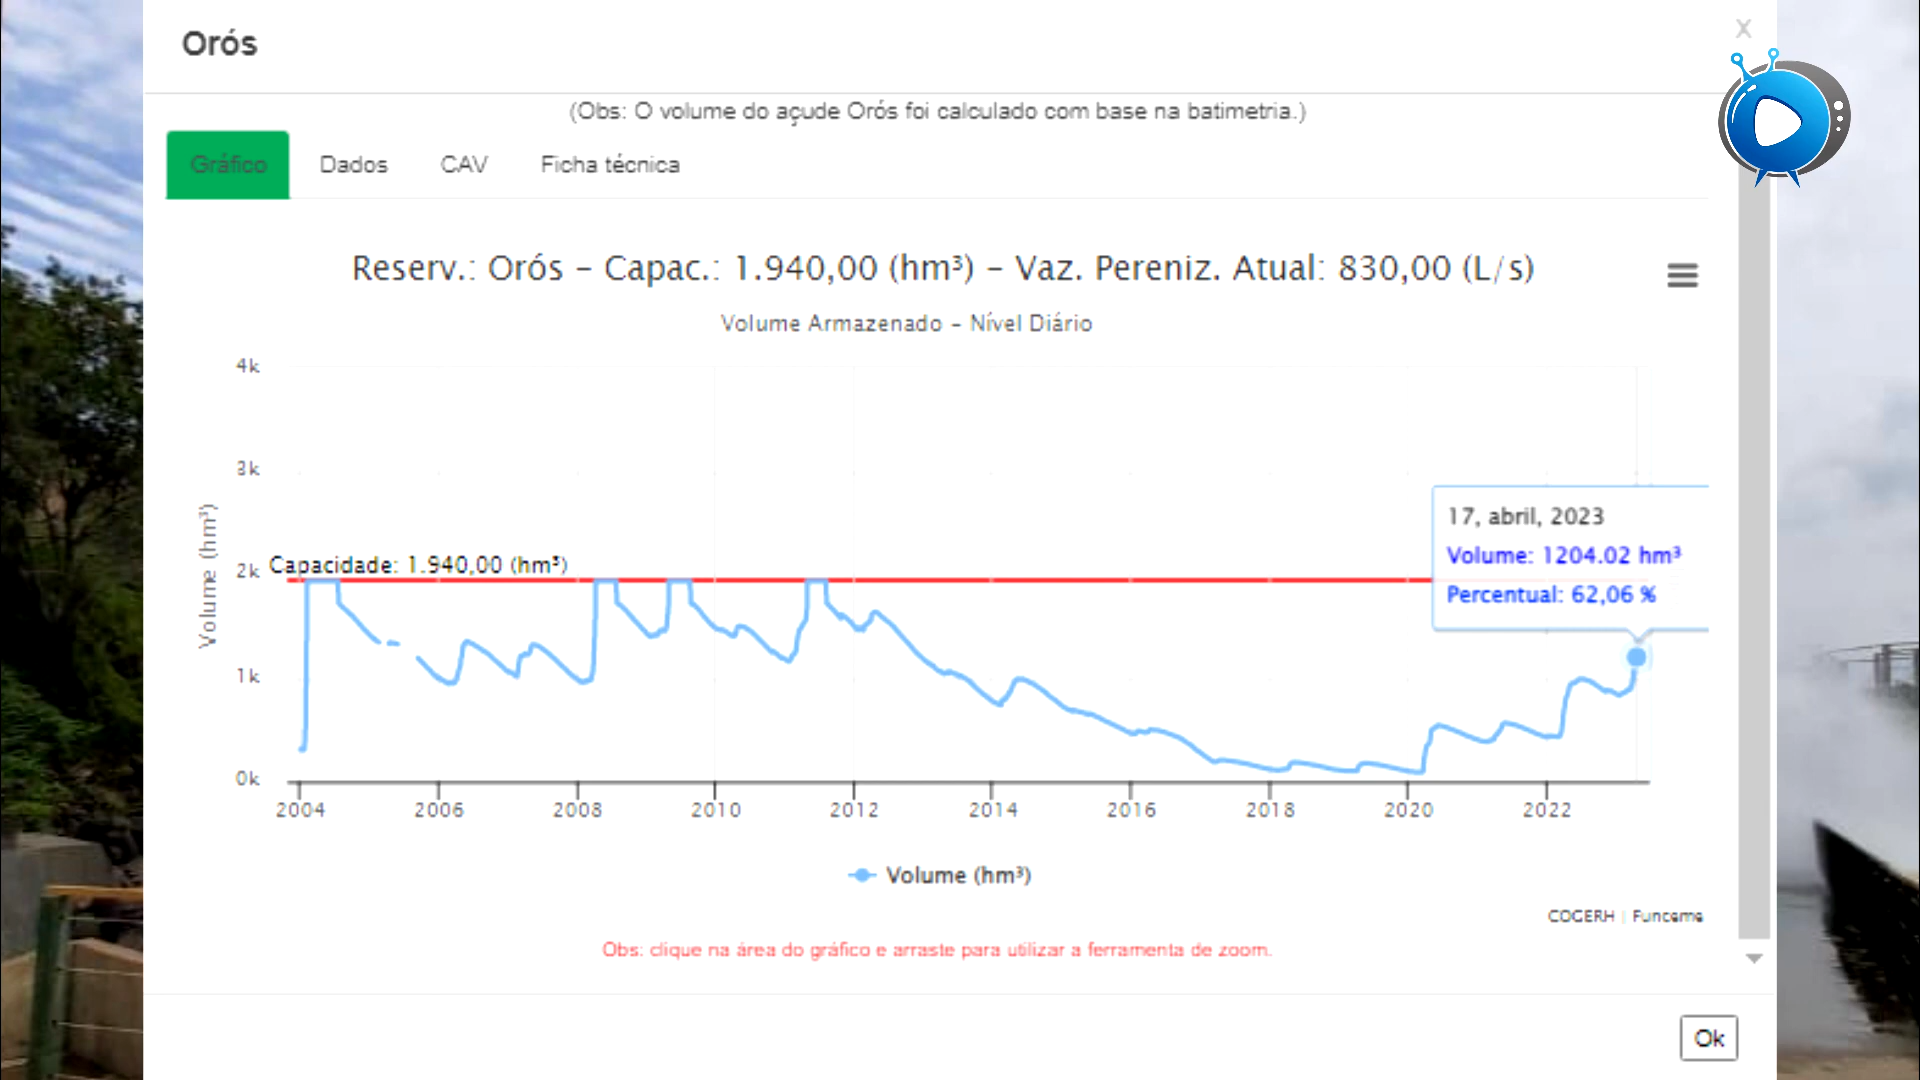 Orós
X
(Obs: O volume do açude Orós foi calculado com base na batimetria.)
Gráfico Dados CAV Ficha técnica
Reserv.: Orós - Capac.: 1.940,00 (hm³) - Vaz. Pereniz. Atual: 830,00 (L/s)
Volume Armazenado - Nível Diário
4k
3k
2k
1k
0k
Volume (hm³)
Capacidade: 1.940,00 (hm³)
17, abril, 2023
Volume: 1204.02 hm³
Percentual: 62,06 %
2004 2006 2008 2010 2012 2014 2016 2018 2020 2022
Volume (hm³)
COGERH | Funceme
Obs: clique na área do gráfico e arraste para utilizar a ferramenta de zoom.
Ok